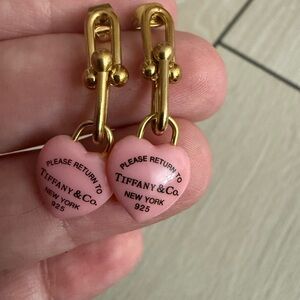 PLEASE RETURN TO
TIFFANY & Co.
NEW YORK
925
PLEASE RETURN TO
TIFFANY & Co.
NEW YORK
925